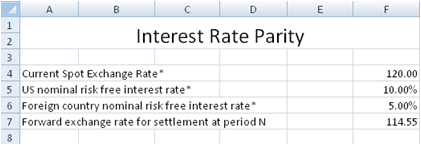 A B C D E F
1
2 Interest Rate Parity
3
4 Current Spot Exchange Rate* 120.00
5 US nominal risk free interest rate* 10.00%
6 Foreign country nominal risk free interest rate* 5.00%
7 Forward exchange rate for settlement at period N 114.55
8